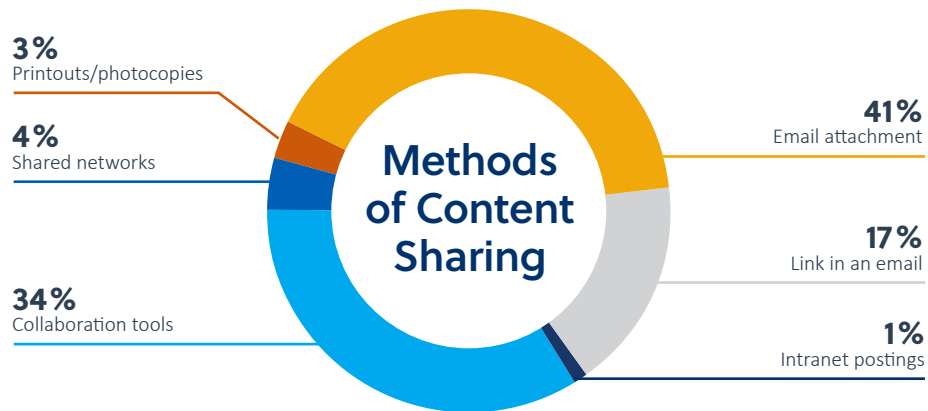 3%
Printouts/photocopies
4%
Shared networks
34%
Collaboration tools
Methods
of Content
Sharing
41%
Email attachment
17%
Link in an email
1%
Intranet postings